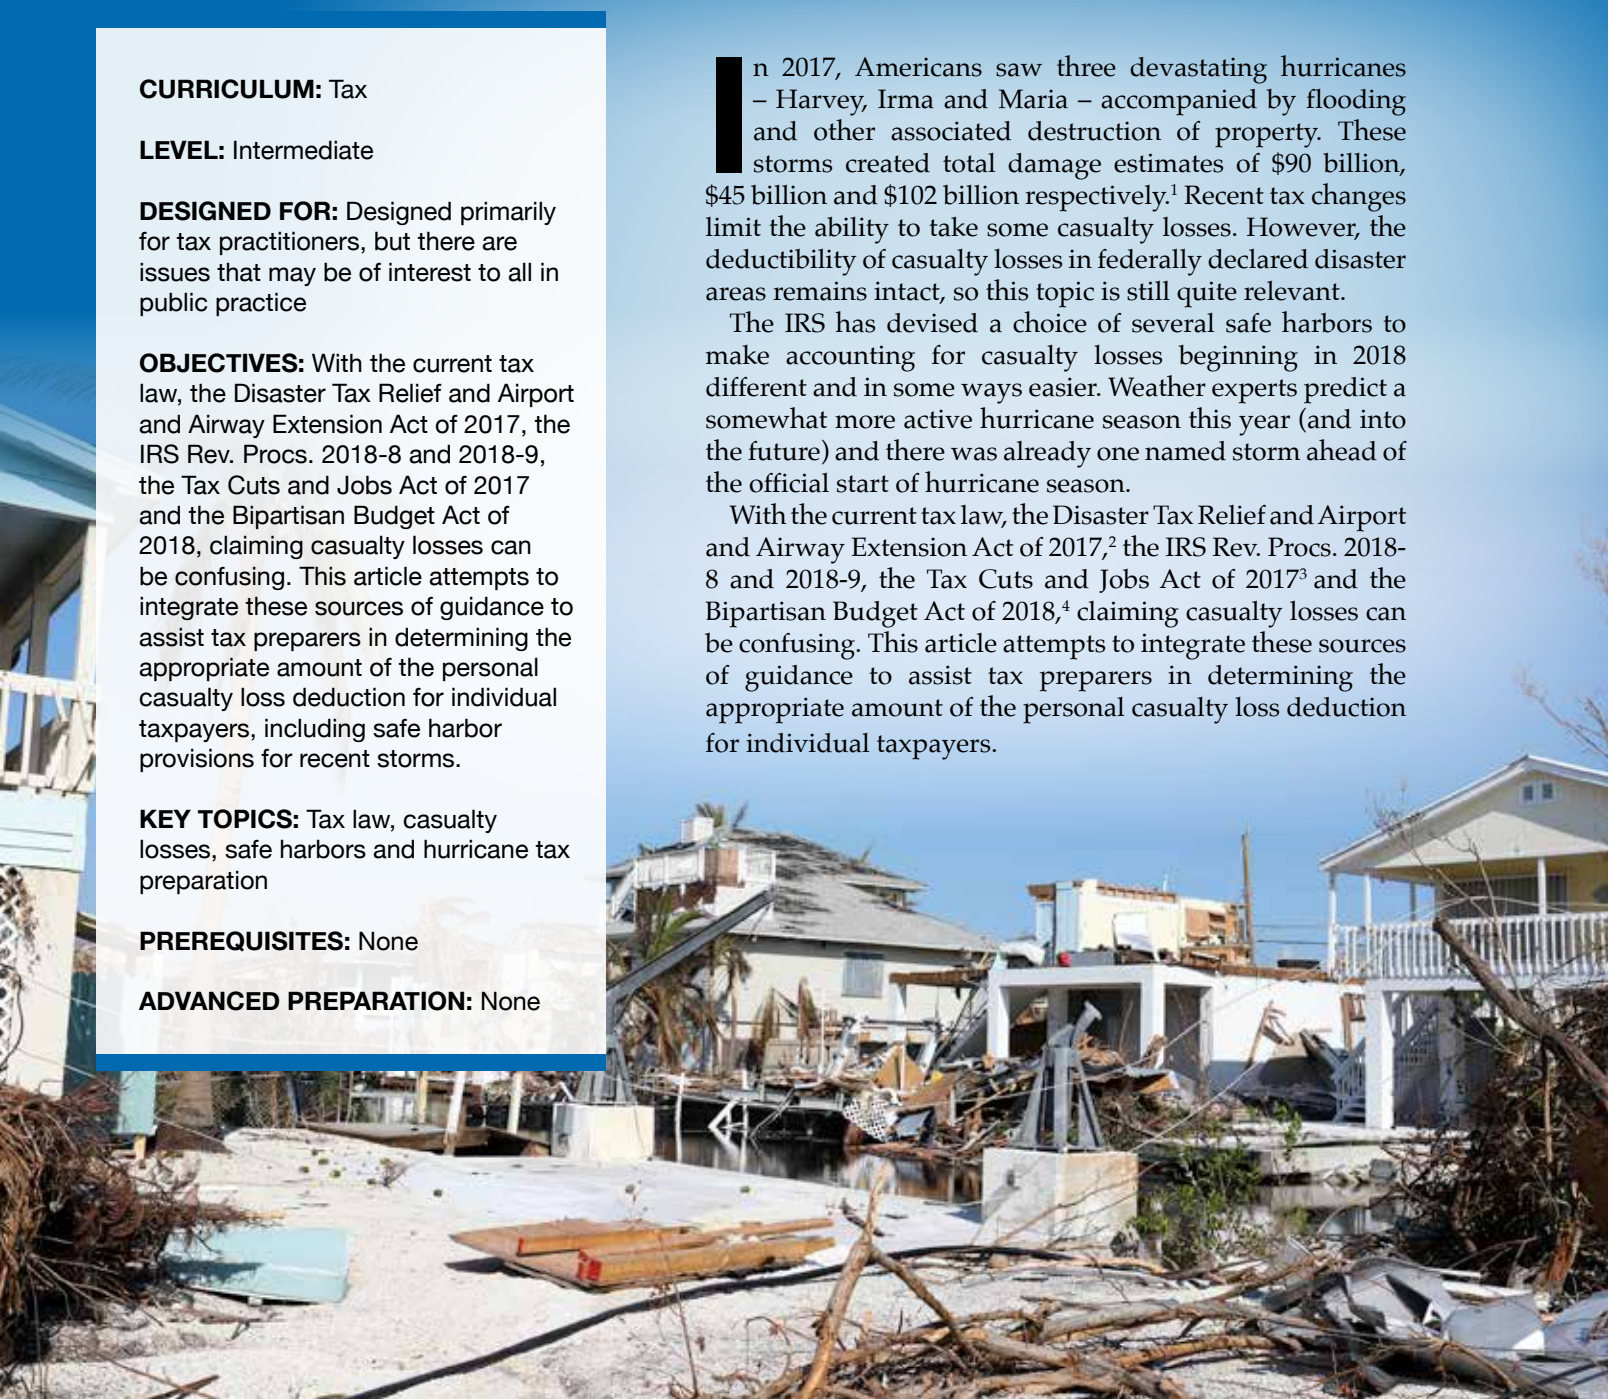 CURRICULUM: Tax
LEVEL: Intermediate
DESIGNED FOR: Designed primarily
for tax practitioners, but there are
issues that may be of interest to all in
public practice
OBJECTIVES: With the current tax
law, the Disaster Tax Relief and Airport
and Airway Extension Act of 2017, the
IRS Rev. Procs. 2018-8 and 2018-9,
the Tax Cuts and Jobs Act of 2017
and the Bipartisan Budget Act of
2018, claiming casualty losses can
be confusing. This article attempts to
integrate these sources of guidance to
assist tax preparers in determining the
appropriate amount of the personal
casualty loss deduction for individual
taxpayers, including safe harbor
provisions for recent storms.
KEY TOPICS: Tax law, casualty
losses, safe harbors and hurricane tax
preparation
PREREQUISITES: None
ADVANCED PREPARATION: None
In 2017, Americans saw three devastating hurricanes
– Harvey, Irma and Maria – accompanied by flooding
and other associated destruction of property. These
storms created total damage estimates of $90 billion,
$45 billion and $102 billion respectively.¹ Recent tax changes
limit the ability to take some casualty losses. However, the
deductibility of casualty losses in federally declared disaster
areas remains intact, so this topic is still quite relevant.
The IRS has devised a choice of several safe harbors to
make accounting for casualty losses beginning in 2018
different and in some ways easier. Weather experts predict a
somewhat more active hurricane season this year (and into
the future) and there was already one named storm ahead of
the official start of hurricane season.
With the current tax law, the Disaster Tax Relief and Airport
and Airway Extension Act of 2017,² the IRS Rev. Procs. 2018-
8 and 2018-9, the Tax Cuts and Jobs Act of 2017³ and the
Bipartisan Budget Act of 2018,⁴ claiming casualty losses can
be confusing. This article attempts to integrate these sources
of guidance to assist tax preparers in determining the
appropriate amount of the personal casualty loss deduction
for individual taxpayers.